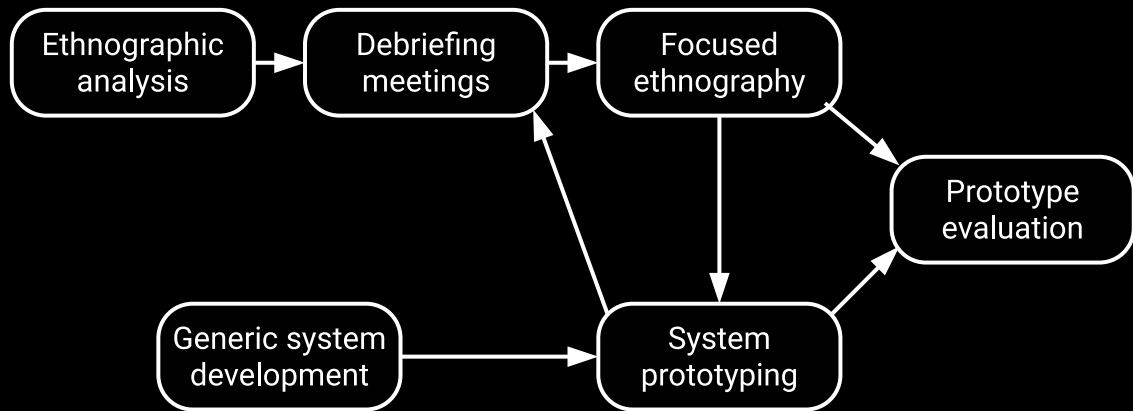 Ethnographic
analysis
Debriefing
meetings
Focused
ethnography
Prototype
evaluation
Generic system
development
System
prototyping